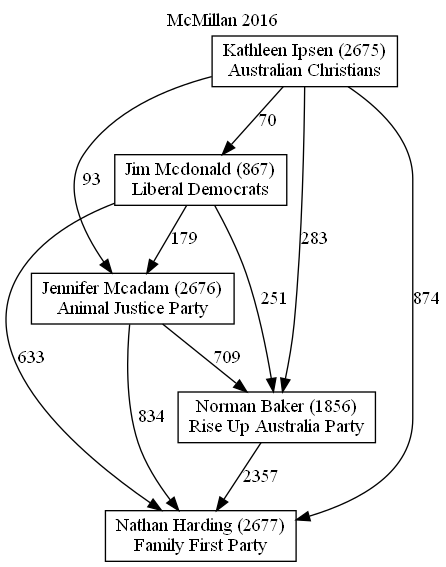 McMillan 2016
Kathleen Ipsen (2675)
Australian Christians
70
Jim Mcdonald (867)
Liberal Democrats
93
179
283
Jennifer Mcadam (2676)
Animal Justice Party
251
874
633
709
Norman Baker (1856)
Rise Up Australia Party
834
2357
Nathan Harding (2677)
Family First Party